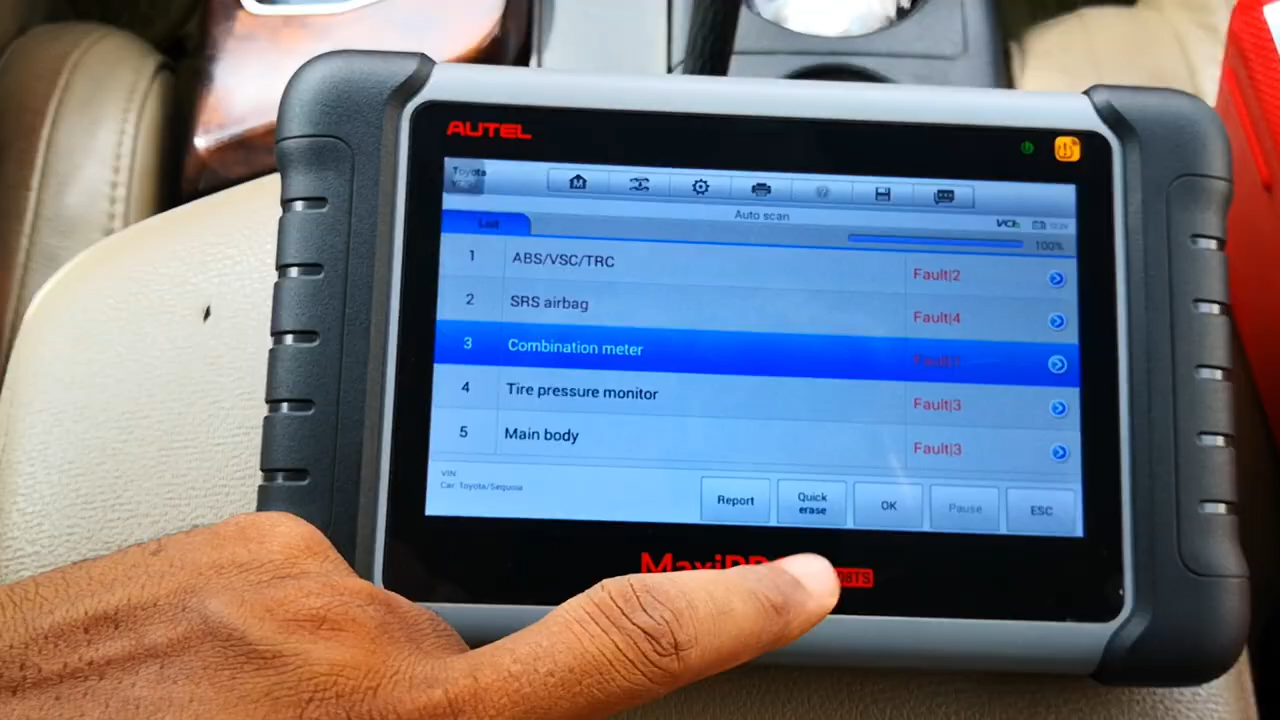 AUTEL
Toyota
M
Auto scan
VCI
List
100%
1 ABS/VSC/TRC Fault|2
2 SRS airbag Fault|4
3 Combination meter Fault|1
4 Tire pressure monitor Fault|3
5 Main body Fault|3
VIN
Car: Toyota/Sequoia
Report Quick erase OK Pause ESC
08TS